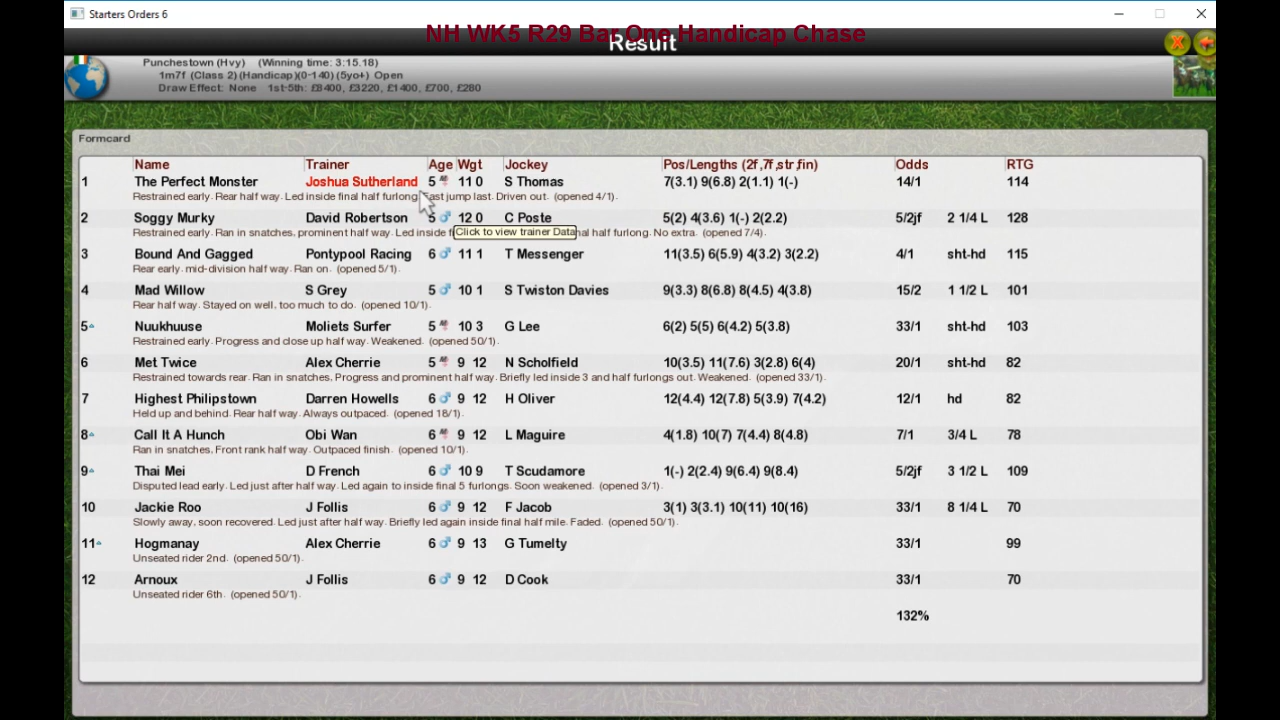 Starters Orders 6
NH WK5 R29 Bar One Handicap Chase
Result
Punchestown (Hvy) (Winning time: 3:15.18)
1m7f (Class 2)(Handicap)(0-140)(5yo+) Open
Draw Effect: None 1st-5th: £8400, £3220, £1400, £700, £280
Formcard
Name Trainer Age Wgt Jockey Pos/Lengths (2f,7f,str,fin) Odds RTG
1 The Perfect Monster Joshua Sutherland 5 11 0 S Thomas 7(3.1) 9(6.8) 2(1.1) 1(-) 14/1 114
Restrained early. Rear half way. Led inside final half furlong. Fast jump last. Driven out. (opened 4/1).
2 Soggy Murky David Robertson 5 12 0 C Poste 5(2) 4(3.6) 1(-) 2(2.2) 5/2jf 2 1/4 L 128
Restrained early. Ran in snatches, prominent half way. Led inside nal half furlong. No extra. (opened 7/4).
Click to view trainer Data
3 Bound And Gagged Pontypool Racing 6 11 1 T Messenger 11(3.5) 6(5.9) 4(3.2) 3(2.2) 4/1 sht-hd 115
Rear early. mid-division half way. Ran on. (opened 5/1).
4 Mad Willow S Grey 5 10 1 S Twiston Davies 9(3.3) 8(6.8) 8(4.5) 4(3.8) 15/2 1 1/2 L 101
Rear half way. Stayed on well, too much to do. (opened 10/1).
5 Nuukhuuse Moliets Surfer 5 10 3 G Lee 6(2) 5(5) 6(4.2) 5(3.8) 33/1 sht-hd 103
Restrained early. Progress and close up half way. Weakened. (opened 50/1).
6 Met Twice Alex Cherrie 5 9 12 N Scholfield 10(3.5) 11(7.6) 3(2.8) 6(4) 20/1 sht-hd 82
Restrained towards rear. Ran in snatches, Progress and prominent half way. Briefly led inside 3 and half furlongs out. Weakened. (opened 33/1).
7 Highest Philipstown Darren Howells 6 9 12 H Oliver 12(4.4) 12(7.8) 5(3.9) 7(4.2) 12/1 hd 82
Held up and behind. Rear half way. Always outpaced. (opened 18/1).
8 Call It A Hunch Obi Wan 6 9 12 L Maguire 4(1.8) 10(7) 7(4.4) 8(4.8) 7/1 3/4 L 78
Ran in snatches, Front rank half way. Outpaced finish. (opened 10/1).
9 Thai Mei D French 6 10 9 T Scudamore 1(-) 2(2.4) 9(6.4) 9(8.4) 5/2jf 3 1/2 L 109
Disputed lead early. Led just after half way. Led again to inside final 5 furlongs. Soon weakened. (opened 3/1).
10 Jackie Roo J Follis 6 9 12 F Jacob 3(1) 3(3.1) 10(11) 10(16) 33/1 8 1/4 L 70
Slowly away, soon recovered. Led just after half way. Briefly led again inside final half mile. Faded. (opened 50/1).
11 Hogmanay Alex Cherrie 6 9 13 G Tumelty 33/1 99
Unseated rider 2nd. (opened 50/1).
12 Arnoux J Follis 6 9 12 D Cook 33/1 70
Unseated rider 6th. (opened 50/1).
132%